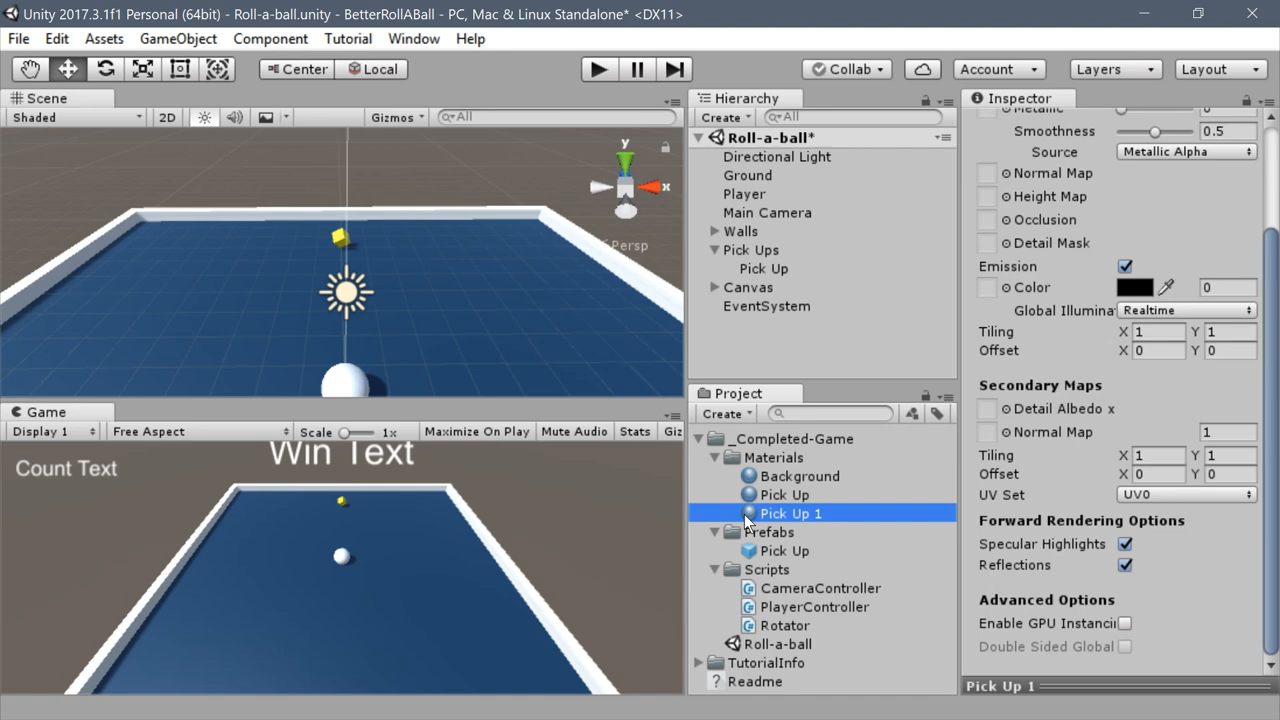 Unity 2017.3.1f1 Personal (64bit) - Roll-a-ball.unity - BetterRollABall - PC, Mac & Linux Standalone* <DX11>
File Edit Assets GameObject Component Tutorial Window Help
Center Local Collab Account Layers Layout
Scene
Shaded 2D Gizmos All
y
x
Persp
Game
Display 1 Free Aspect Scale 1x Maximize On Play Mute Audio Stats Giz
Win Text
Count Text
Hierarchy
Create All
Roll-a-ball*
Directional Light
Ground
Player
Main Camera
Walls
Pick Ups
Pick Up
Canvas
EventSystem
Project
Create
_Completed-Game
Materials
Background
Pick Up
Pick Up 1
Prefabs
Pick Up
Scripts
CameraController
PlayerController
Rotator
Roll-a-ball
TutorialInfo
Readme
Inspector
Metallic 0
Smoothness 0.5
Source Metallic Alpha
Normal Map
Height Map
Occlusion
Detail Mask
Emission
Color 0
Global Illumina Realtime
Tiling X 1 Y 1
Offset X 0 Y 0
Secondary Maps
Detail Albedo x
Normal Map 1
Tiling X 1 Y 1
Offset X 0 Y 0
UV Set UV0
Forward Rendering Options
Specular Highlights
Reflections
Advanced Options
Enable GPU Instanci
Double Sided Global
Pick Up 1